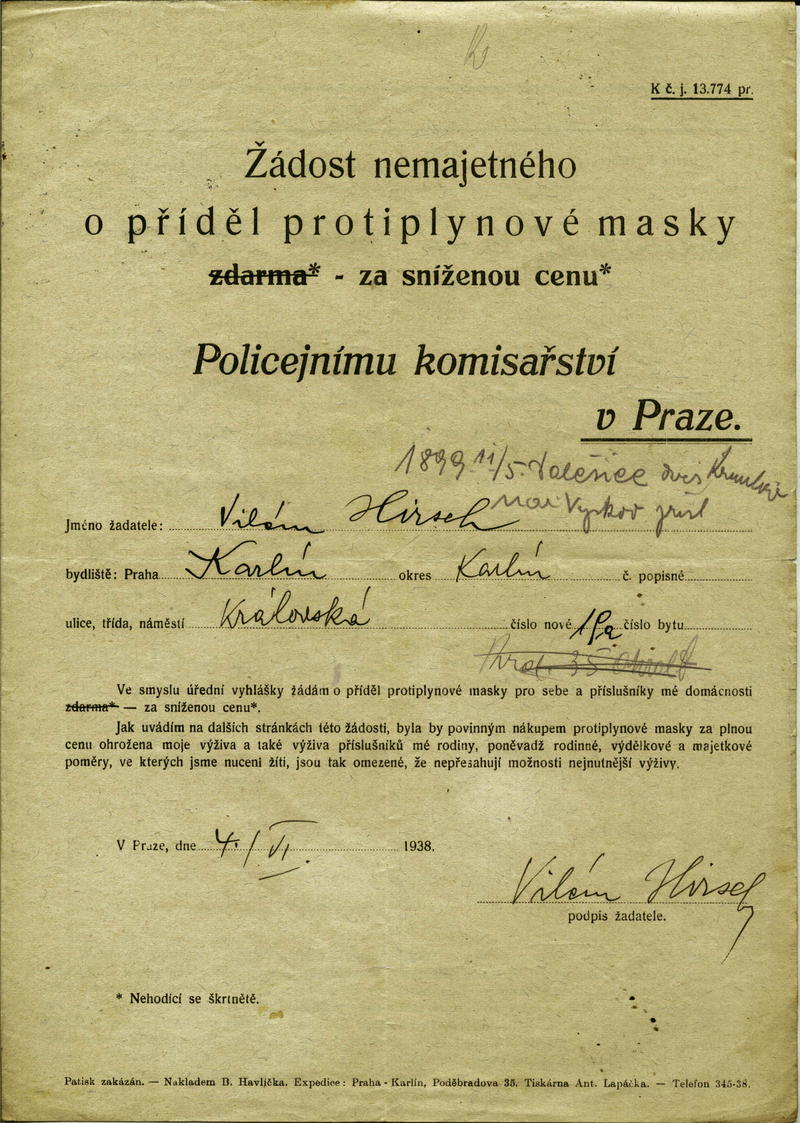 K č. j. 13.774 pr.
Žádost nemajetného
o příděl protiplynové masky
zdarma* - za sníženou cenu*
Policejnímu komisařství
v Praze.
1899 11/5.
Vyškov
Jméno žadatele: Vilém Hirsch
bydliště: Praha Karlín okres Karlín č. popisné
ulice, třída, náměstí Královská číslo nové 19a číslo bytu
Ve smyslu úřední vyhlášky žádám o příděl protiplynové masky pro sebe a příslušníky mé domácnosti
zdarma* — za sníženou cenu*.
Jak uvádím na dalších stránkách této žádosti, byla by povinným nákupem protiplynové masky za plnou
cenu ohrožena moje výživa a také výživa příslušníků mé rodiny, poněvadž rodinné, výdělkové a majetkové
poměry, ve kterých jsme nuceni žíti, jsou tak omezené, že nepřesahují možnosti nejnutnější výživy.
V Praze, dne 4./VI. 1938.
Vilém Hirsch
podpis žadatele.
* Nehodící se škrtnětě.
Patisk zakázán. — Nakladem B. Havlíčka. Expedice: Praha - Karlín, Poděbradova 35. Tiskárna Ant. Lapáčka. — Telefon 345-38.